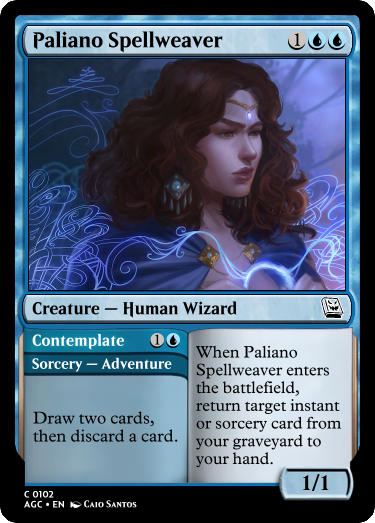 Paliano Spellweaver 1
Creature — Human Wizard
Contemplate 1
Sorcery — Adventure
Draw two cards,
then discard a card.
When Paliano
Spellweaver enters
the battlefield,
return target instant
or sorcery card from
your graveyard to
your hand.
1/1
C 0102
AGC • EN Caio Santos